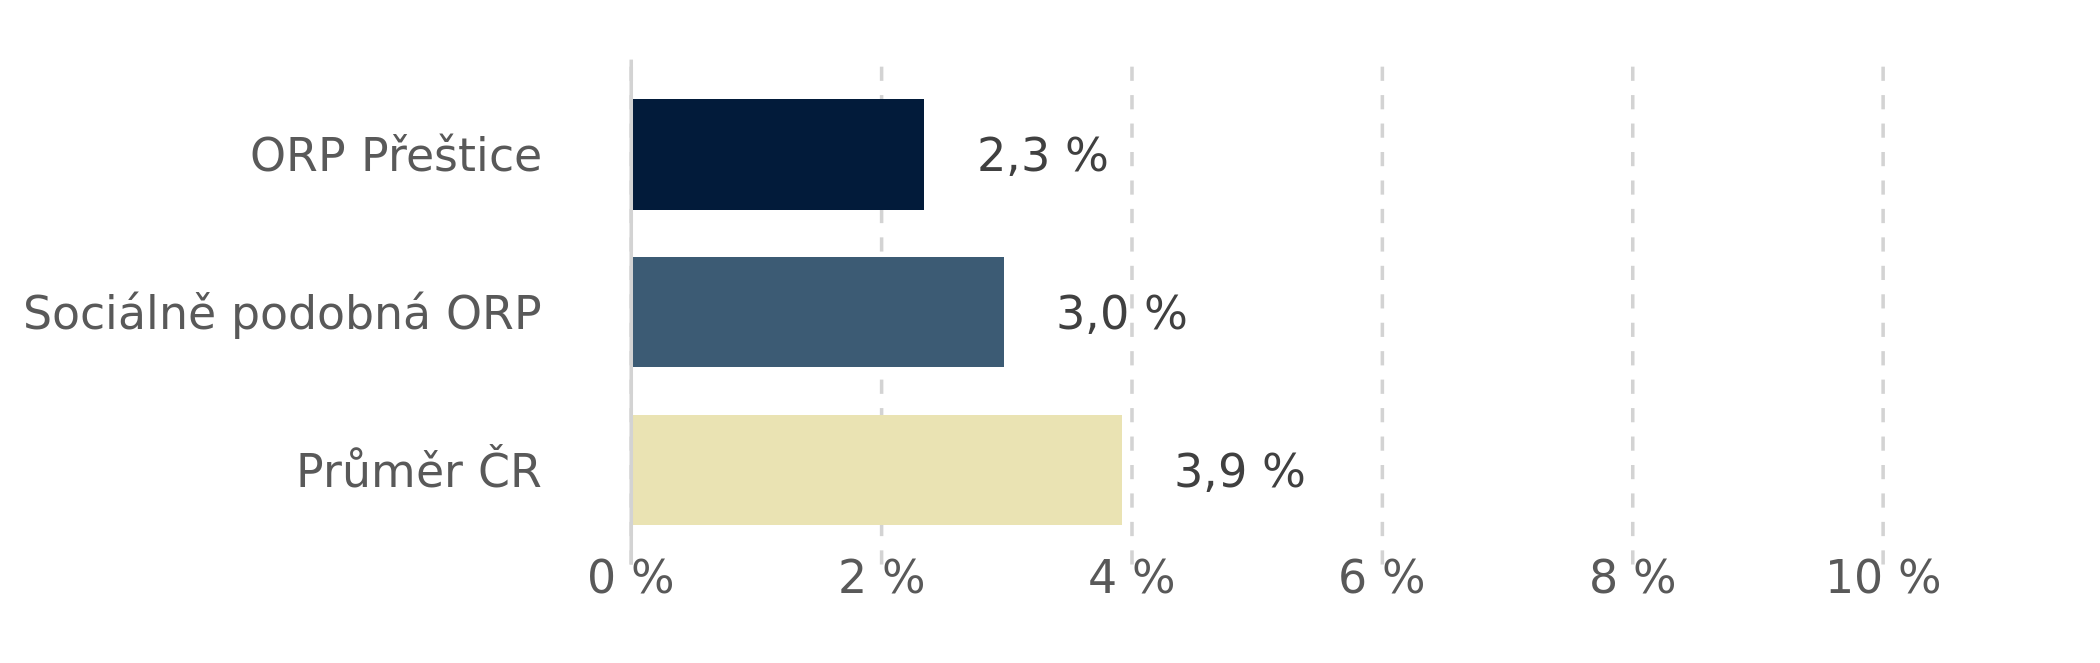 ORP Přeštice
2,3 %
Sociálně podobná ORP
3,0 %
Průměr ČR
3,9 %
0 % 2 % 4 % 6 % 8 % 10 %